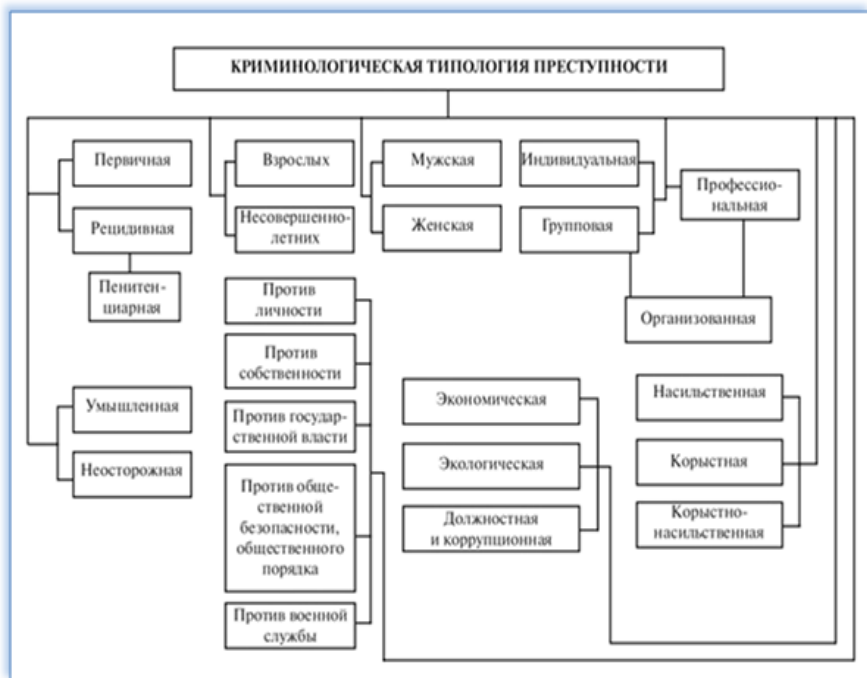 КРИМИНОЛОГИЧЕСКАЯ ТИПОЛОГИЯ ПРЕСТУПНОСТИ
Первичная
Рецидивная
Пенитен-
циарная
Взрослых
Несовершенно-
летних
Мужская
Женская
Индивидуальная
Групповая
Профессио-
нальная
Организованная
Умышленная
Неосторожная
Против
личности
Против
собственности
Против государ-
ственной власти
Против обще-
ственной
безопасности,
общественного
порядка
Против военной
службы
Экономическая
Экологическая
Должностная
и коррупционная
Насильственная
Корыстная
Корыстно-
насильственная